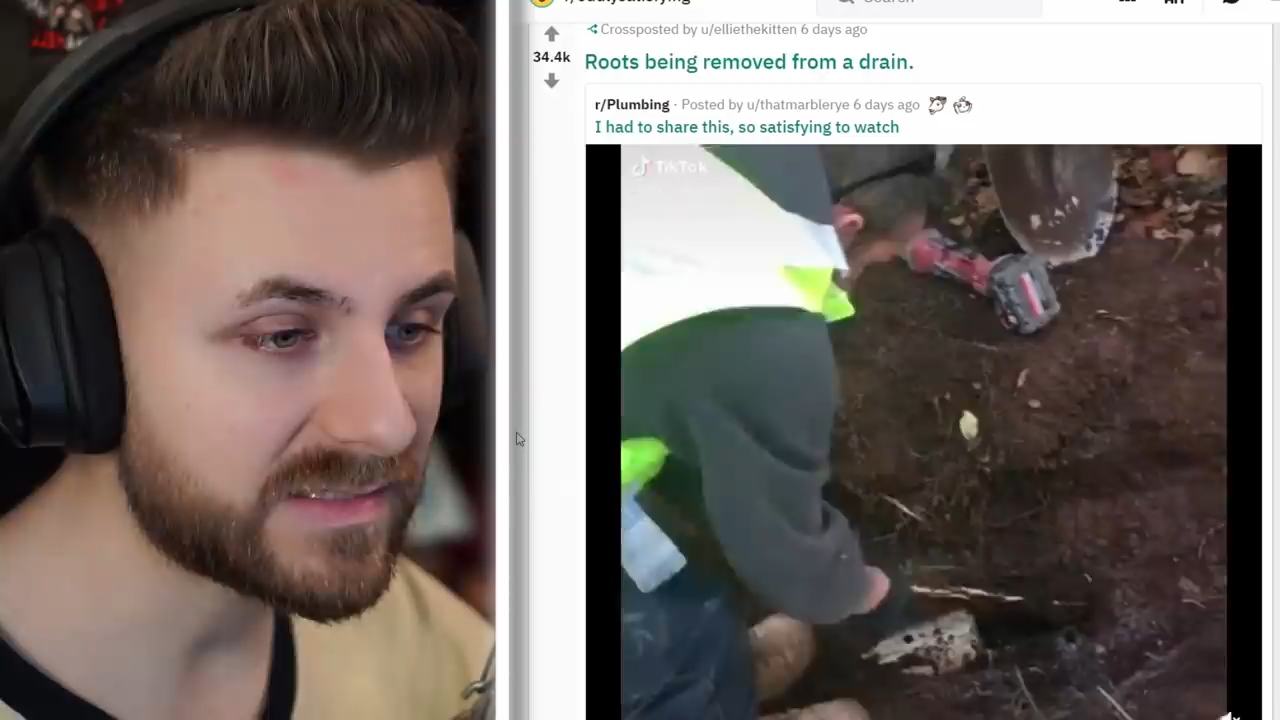 Search
Crossposted by u/elliethekitten 6 days ago
34.4k
Roots being removed from a drain.
r/Plumbing · Posted by u/thatmarblerye 6 days ago
I had to share this, so satisfying to watch
TikTok